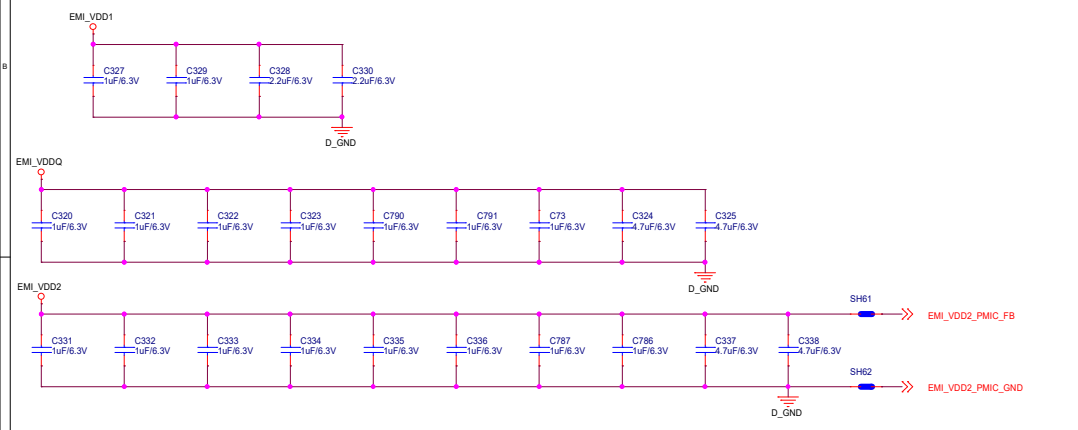 EMI_VDD1
B
C327
1uF/6.3V
C329
1uF/6.3V
C328
2.2uF/6.3V
C330
2.2uF/6.3V
D_GND
EMI_VDDQ
C320
1uF/6.3V
C321
1uF/6.3V
C322
1uF/6.3V
C323
1uF/6.3V
C790
1uF/6.3V
C791
1uF/6.3V
C73
1uF/6.3V
C324
4.7uF/6.3V
C325
4.7uF/6.3V
D_GND
EMI_VDD2
SH61
EMI_VDD2_PMIC_FB
C331
1uF/6.3V
C332
1uF/6.3V
C333
1uF/6.3V
C334
1uF/6.3V
C335
1uF/6.3V
C336
1uF/6.3V
C787
1uF/6.3V
C786
1uF/6.3V
C337
4.7uF/6.3V
C338
4.7uF/6.3V
SH62
EMI_VDD2_PMIC_GND
D_GND